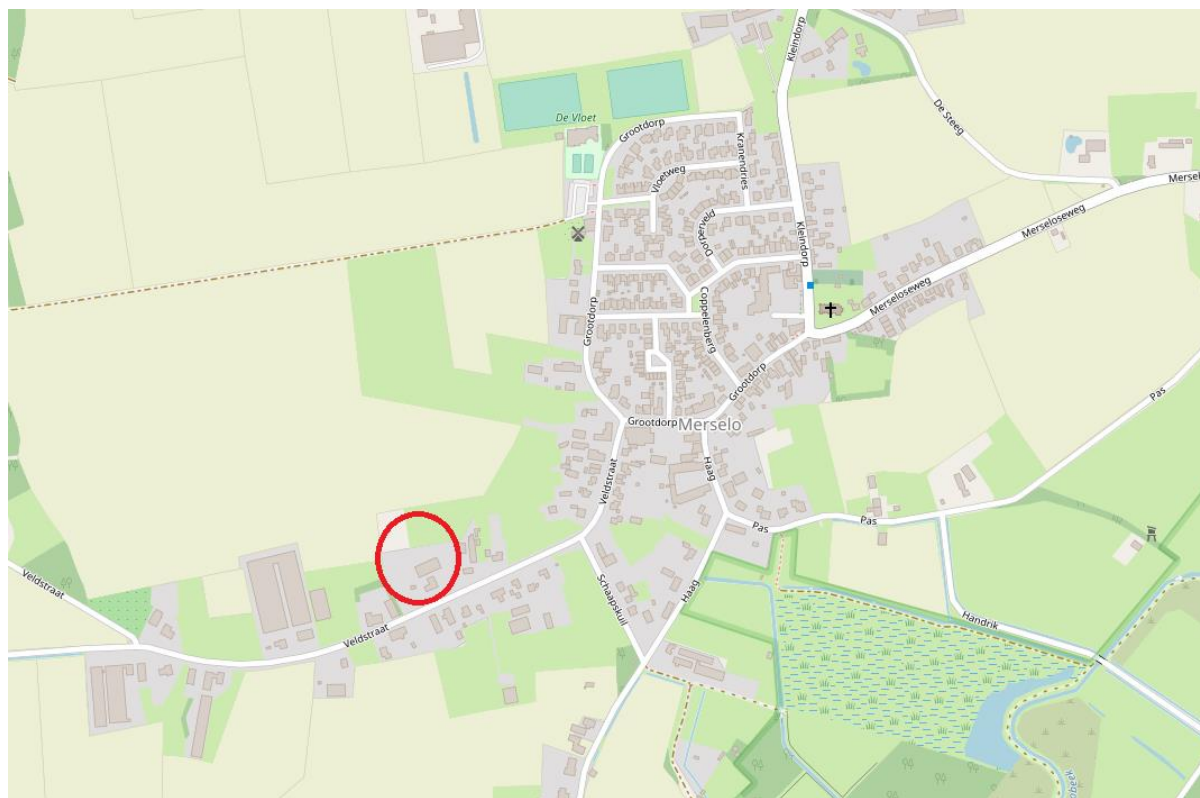 Kleindorp
De Vloet
Grootdorp
Kranendries
De Steeg
Vloetweg
Merselo
Dorperveld
Kleindorp
Merseloseweg
Merseloseweg
Grootdorp
Coppelenberg
Grootdorp
Pas
Grootdorp
Merselo
Haag
Veldstraat
Pas
Pas
Veldstraat
Schaapskuil
Haag
Handrik
Veldstraat